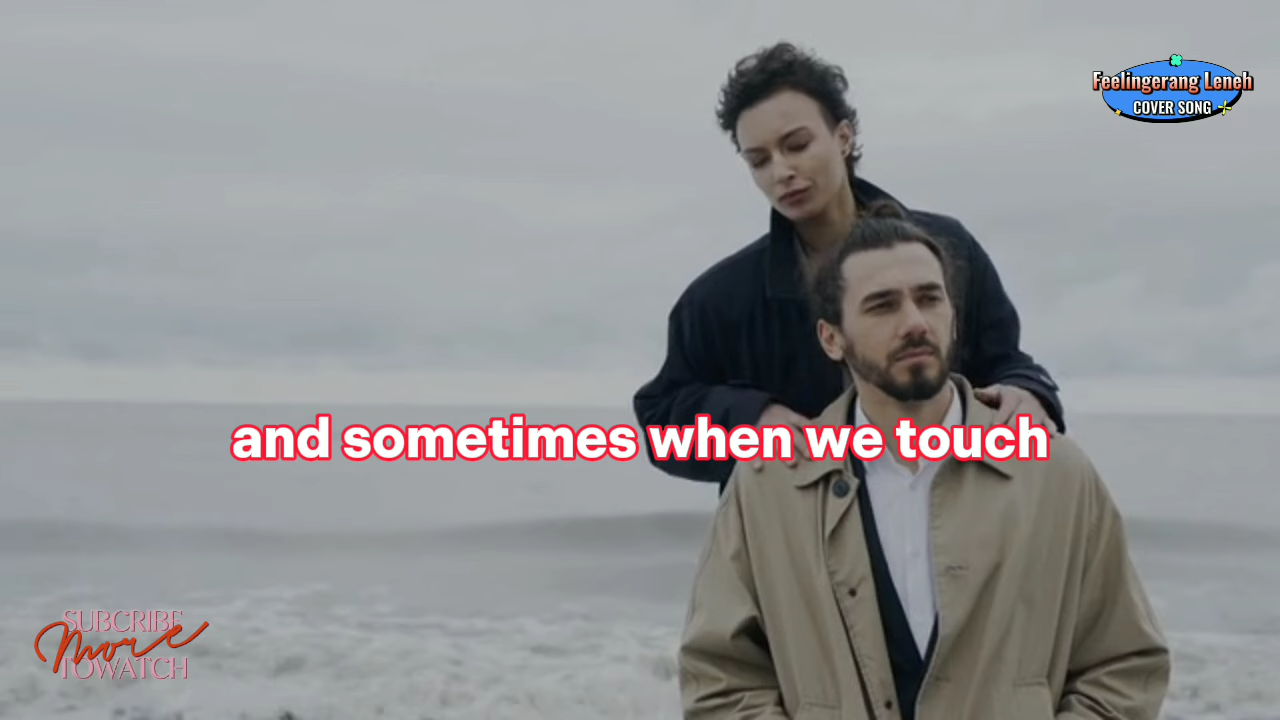 Feelingerang Leneh
COVER SONG
and sometimes when we touch
SUBCRIBE
More
TOWATCH